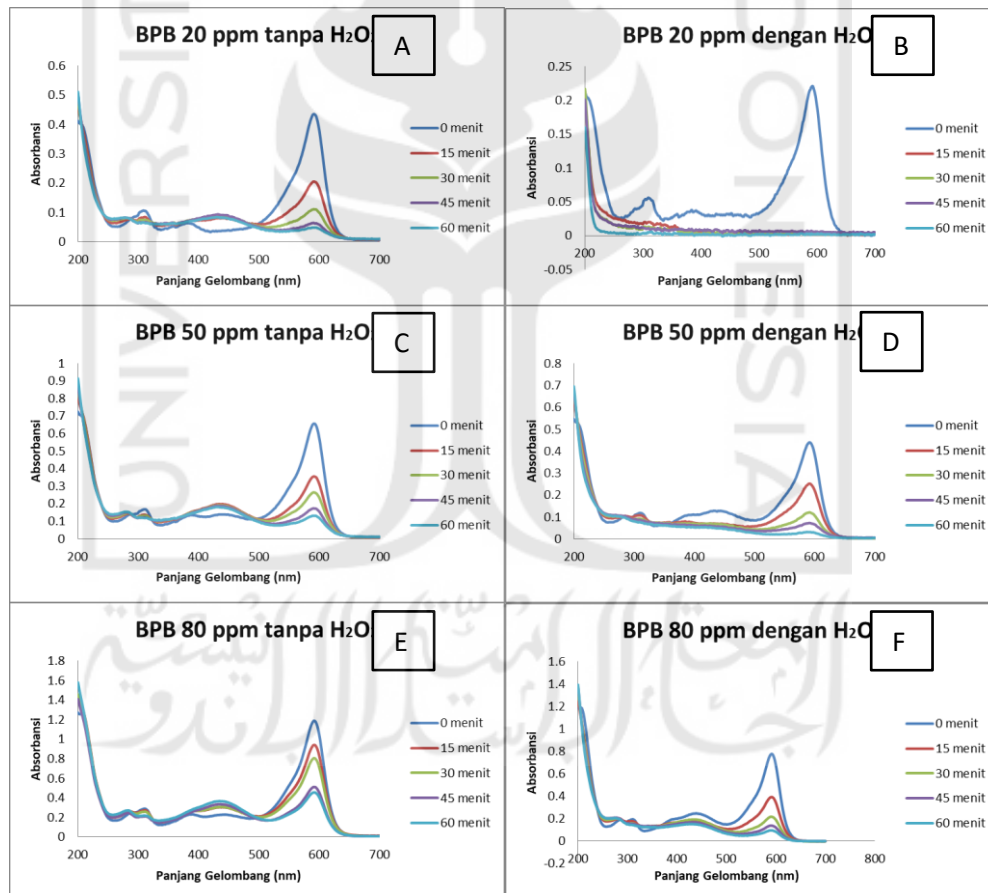 BPB 20 ppm tanpa H₂O
A
0.6
0.5
0.4
0.3
0.2
0.1
0
Absorbansi
200 300 400 500 600 700
Panjang Gelombang (nm)
0 menit
15 menit
30 menit
45 menit
60 menit
BPB 20 ppm dengan H₂O
B
0.25
0.2
0.15
0.1
0.05
0
-0.05
Absorbansi
200 300 400 500 600 700
Panjang Gelombang (nm)
0 menit
15 menit
30 menit
45 menit
60 menit
BPB 50 ppm tanpa H₂O
C
1
0.9
0.8
0.7
0.6
0.5
0.4
0.3
0.2
0.1
0
Absorbansi
200 300 400 500 600 700
Panjang Gelombang (nm)
0 menit
15 menit
30 menit
45 menit
60 menit
BPB 50 ppm dengan H₂O
D
0.8
0.7
0.6
0.5
0.4
0.3
0.2
0.1
0
Absorbansi
200 300 400 500 600 700
Panjang Gelombang (nm)
0 menit
15 menit
30 menit
45 menit
60 menit
BPB 80 ppm tanpa H₂O
E
1.8
1.6
1.4
1.2
1
0.8
0.6
0.4
0.2
0
Absorbansi
200 300 400 500 600 700
Panjang Gelombang (nm)
0 menit
15 menit
30 menit
45 menit
60 menit
BPB 80 ppm dengan H₂O
F
1.6
1.4
1.2
1
0.8
0.6
0.4
0.2
0
-0.2
Absorbansi
200 300 400 500 600 700 800
Panjang Gelombang (nm)
0 menit
15 menit
30 menit
45 menit
60 menit
UNIVERSIT
ONESIA